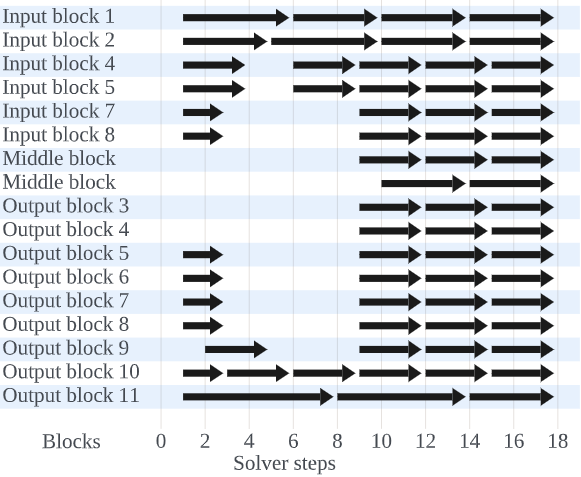 Input block 1
Input block 2
Input block 4
Input block 5
Input block 7
Input block 8
Middle block
Middle block
Output block 3
Output block 4
Output block 5
Output block 6
Output block 7
Output block 8
Output block 9
Output block 10
Output block 11
Blocks 0 2 4 6 8 10 12 14 16 18
Solver steps